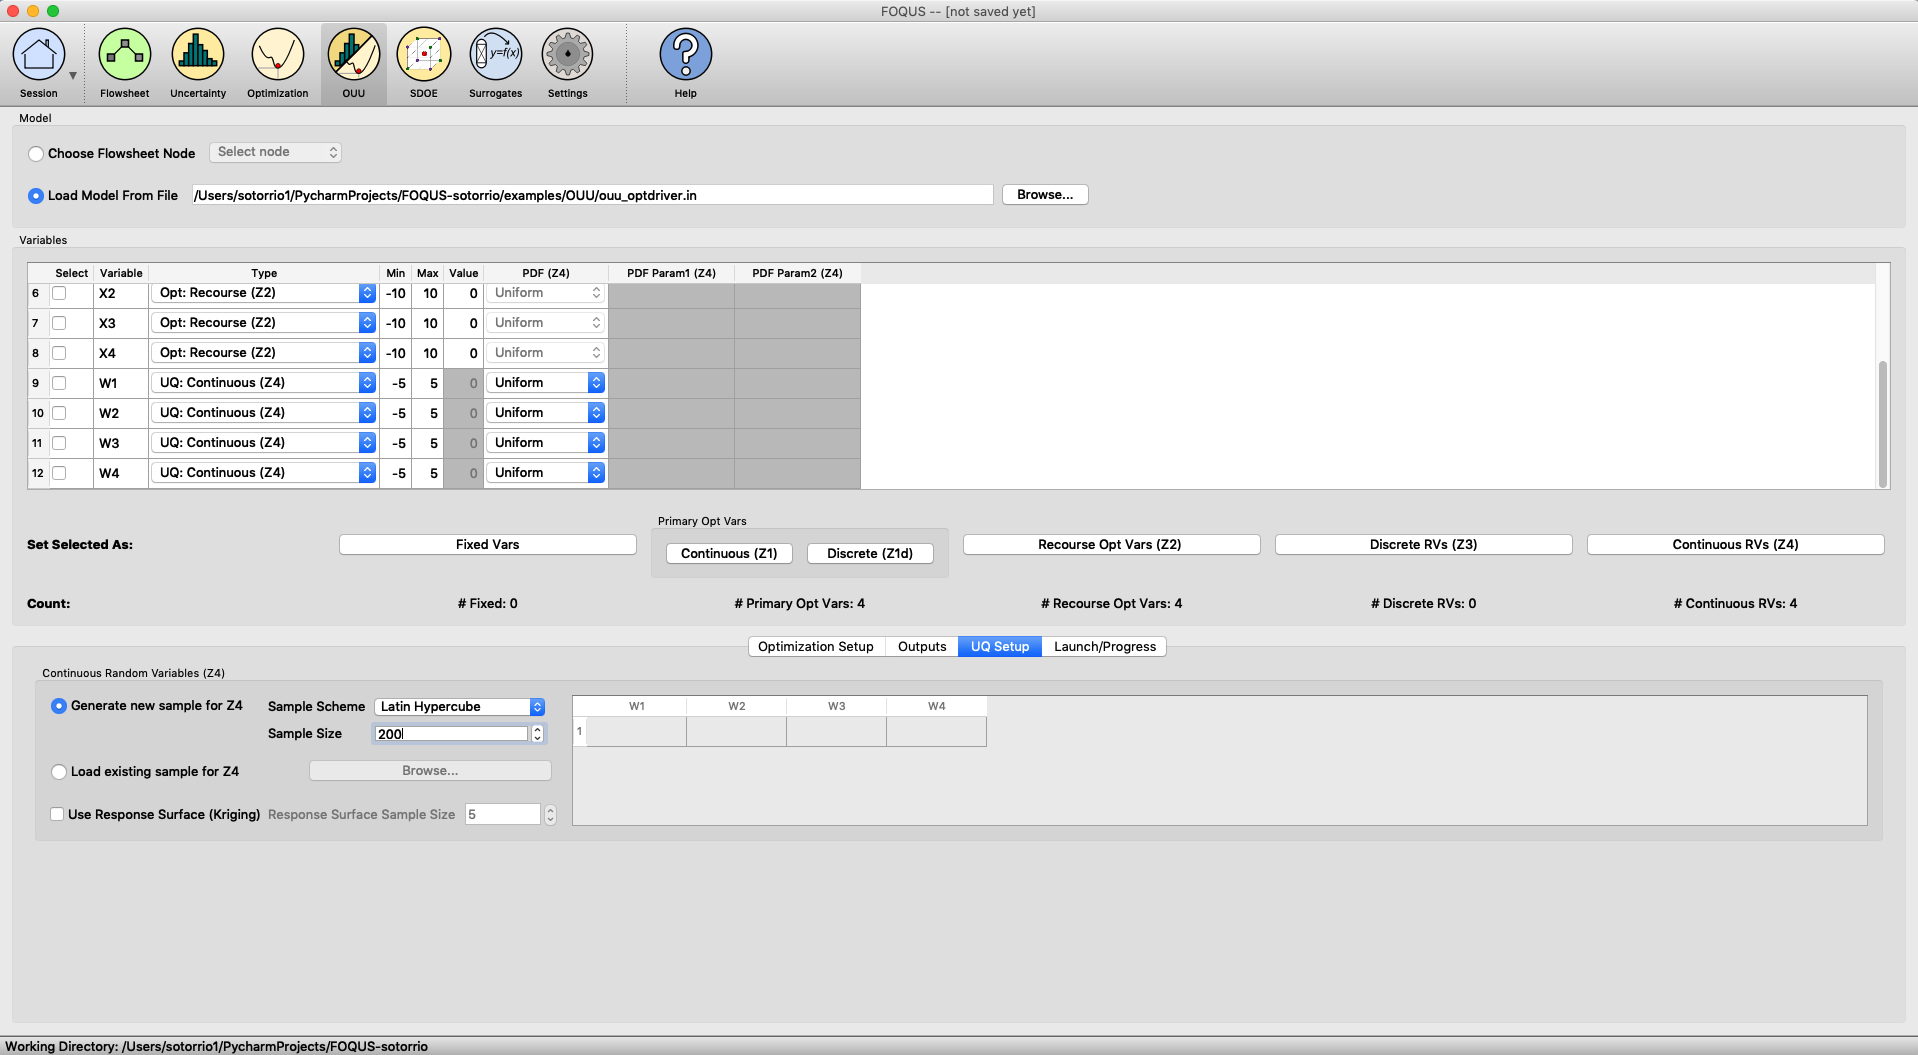 FOQUS -- [not saved yet]
y=f(x)
Session Flowsheet Uncertainty Optimization OUU SDOE Surrogates Settings Help
Model
Choose Flowsheet Node Select node
Load Model From File /Users/sotorrio1/PycharmProjects/FOQUS-sotorrio/examples/OUU/ouu_optdriver.in Browse...
Variables
Select Variable Type Min Max Value PDF (Z4) PDF Param1 (Z4) PDF Param2 (Z4)
6 X2 Opt: Recourse (Z2) -10 10 0 Uniform
7 X3 Opt: Recourse (Z2) -10 10 0 Uniform
8 X4 Opt: Recourse (Z2) -10 10 0 Uniform
9 W1 UQ: Continuous (Z4) -5 5 0 Uniform
10 W2 UQ: Continuous (Z4) -5 5 0 Uniform
11 W3 UQ: Continuous (Z4) -5 5 0 Uniform
12 W4 UQ: Continuous (Z4) -5 5 0 Uniform
Primary Opt Vars
Set Selected As: Fixed Vars Continuous (Z1) Discrete (Z1d) Recourse Opt Vars (Z2) Discrete RVs (Z3) Continuous RVs (Z4)
Count: # Fixed: 0 # Primary Opt Vars: 4 # Recourse Opt Vars: 4 # Discrete RVs: 0 # Continuous RVs: 4
Optimization Setup Outputs UQ Setup Launch/Progress
Continuous Random Variables (Z4)
Generate new sample for Z4 Sample Scheme Latin Hypercube W1 W2 W3 W4
Sample Size 200 1
Load existing sample for Z4 Browse...
Use Response Surface (Kriging) Response Surface Sample Size 5
Working Directory: /Users/sotorrio1/PycharmProjects/FOQUS-sotorrio